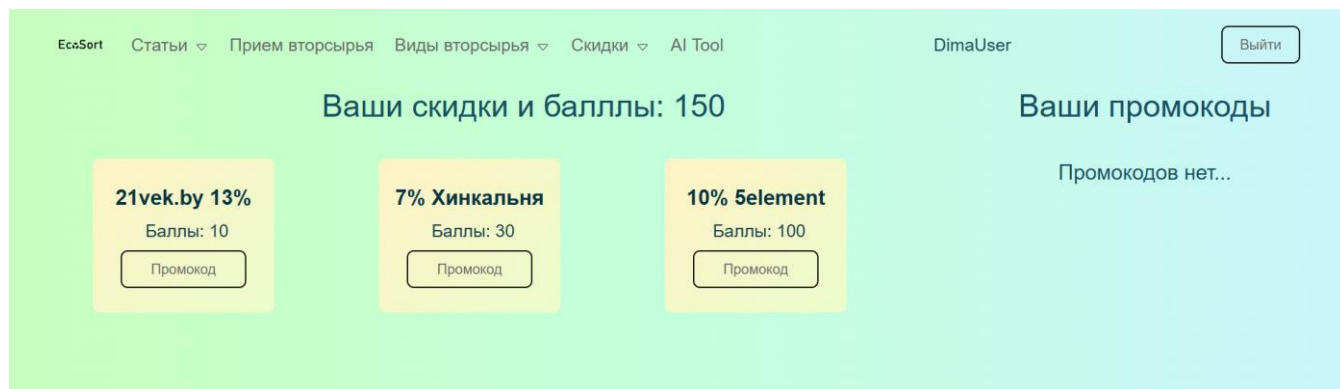 EcoSort Статьи Прием вторсырья Виды вторсырья Скидки AI Tool DimaUser Выйти
Ваши скидки и балллы: 150
Ваши промокоды
21vek.by 13%
Баллы: 10
Промокод
7% Хинкальня
Баллы: 30
Промокод
10% 5element
Баллы: 100
Промокод
Промокодов нет...